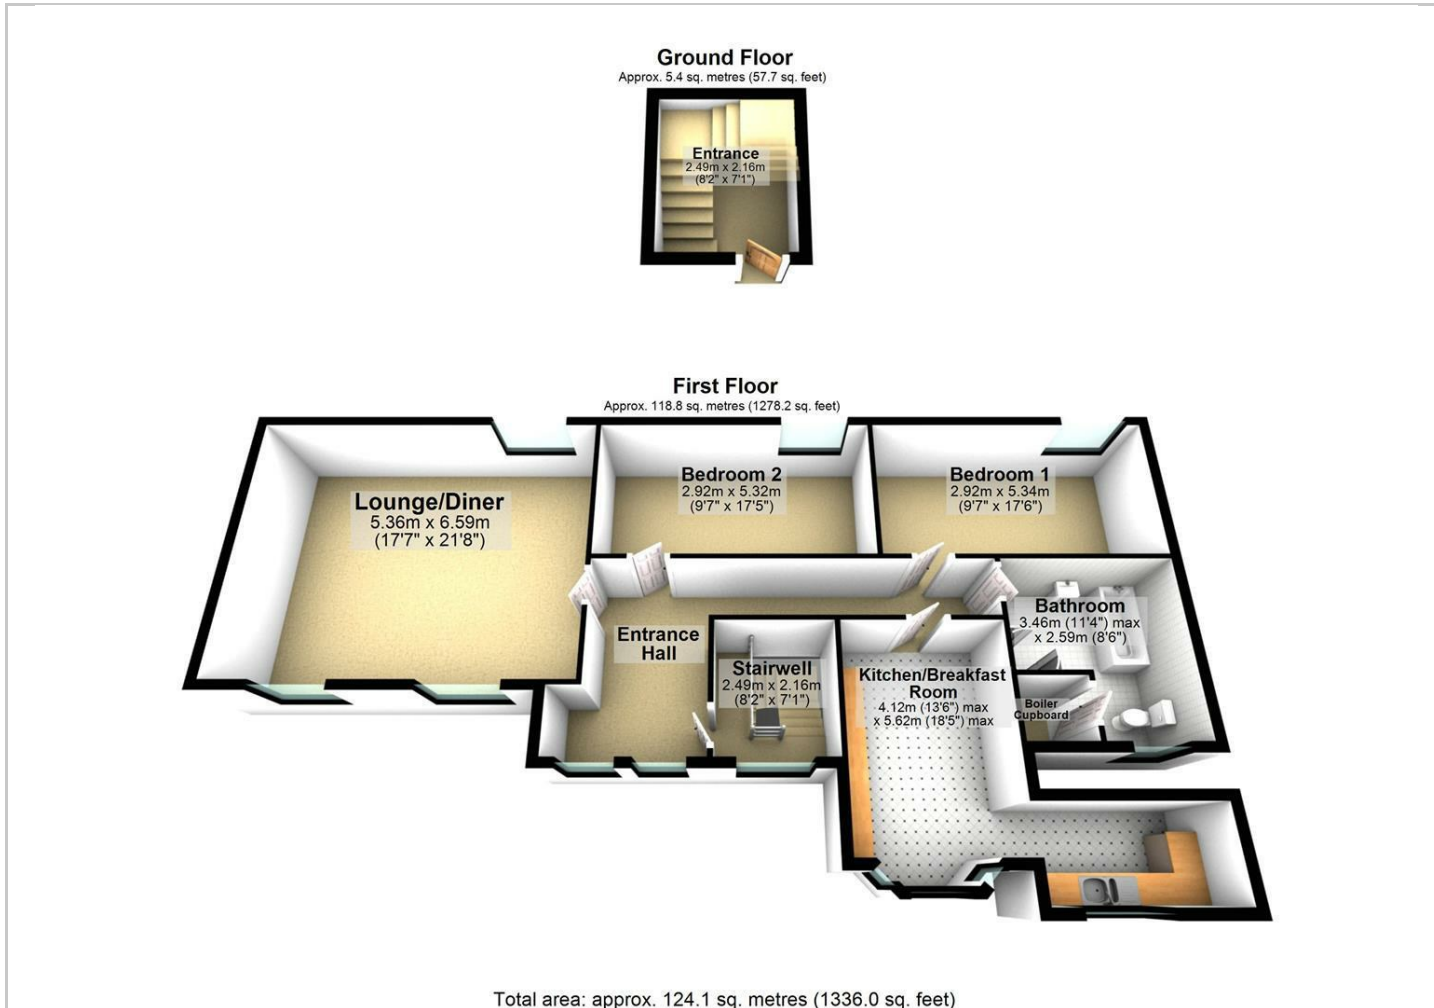 Ground Floor
Approx. 5.4 sq. metres (57.7 sq. feet)
Entrance
2.49m x 2.16m
(8'2" x 7'1")
First Floor
Approx. 118.8 sq. metres (1278.2 sq. feet)
Lounge/Diner
5.36m x 6.59m
(17'7" x 21'8")
Bedroom 2
2.92m x 5.32m
(9'7" x 17'5")
Bedroom 1
2.92m x 5.34m
(9'7" x 17'6")
Entrance
Hall
Stairwell
2.49m x 2.16m
(8'2" x 7'1")
Kitchen/Breakfast
Room
4.12m (13'6") max
x 5.62m (18'5") max
Bathroom
3.46m (11'4") max
x 2.59m (8'6")
Boiler
Cupboard
Total area: approx. 124.1 sq. metres (1336.0 sq. feet)